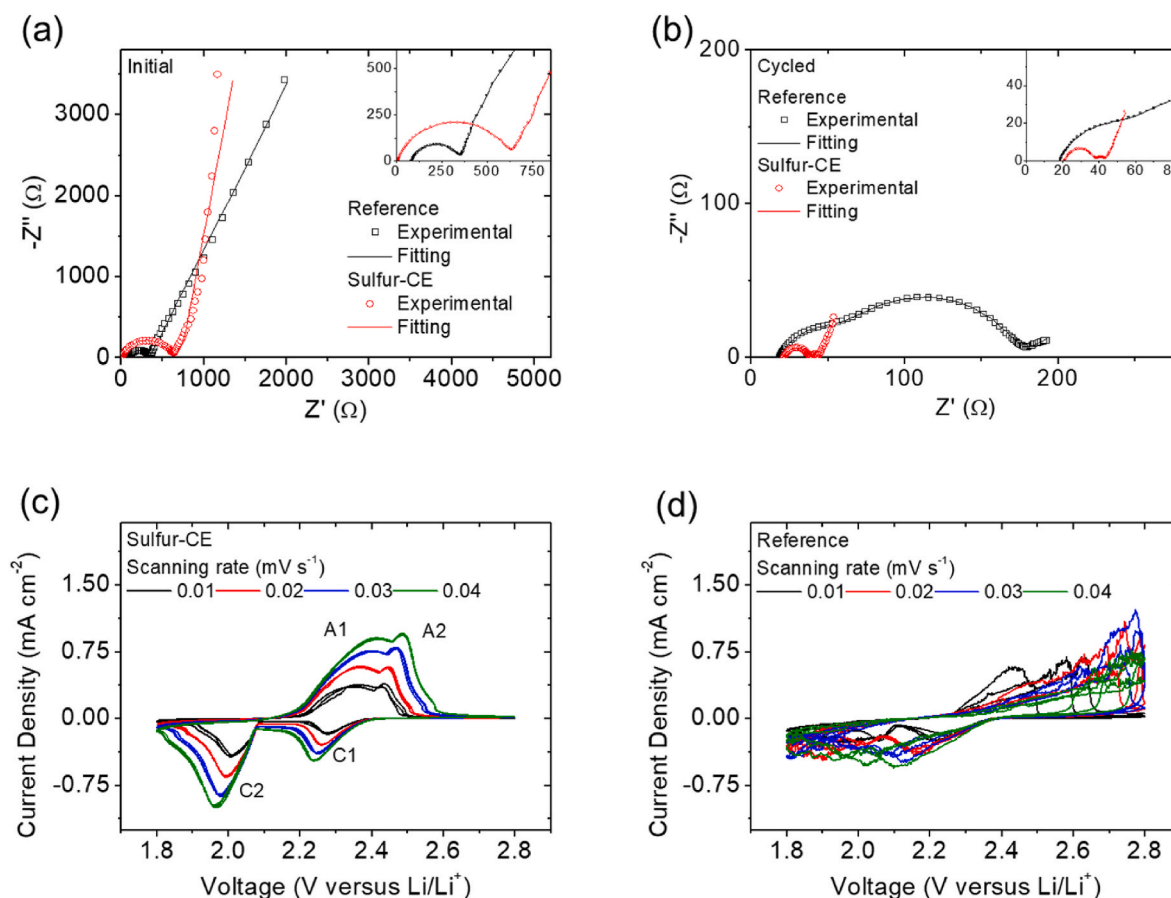 (a)
Initial
-Z'' (Ω)
3000
2000
1000
0
0 1000 2000 3000 4000 5000
Z' (Ω)
500
250
0
0 250 500 750
Reference
Experimental
Fitting
Sulfur-CE
Experimental
Fitting
(b)
Cycled
-Z'' (Ω)
200
100
0
0 100 200
Z' (Ω)
Reference
Experimental
Fitting
Sulfur-CE
Experimental
Fitting
40
20
0
20 40 60 80
(c)
Sulfur-CE
Scanning rate (mV s⁻¹)
0.01 0.02 0.03 0.04
A1 A2
C1
C2
Current Density (mA cm⁻²)
1.50
0.75
0.00
-0.75
1.8 2.0 2.2 2.4 2.6 2.8
Voltage (V versus Li/Li⁺)
(d)
Reference
Scanning rate (mV s⁻¹)
0.01 0.02 0.03 0.04
Current Density (mA cm⁻²)
1.50
0.75
0.00
-0.75
1.8 2.0 2.2 2.4 2.6 2.8
Voltage (V versus Li/Li⁺)